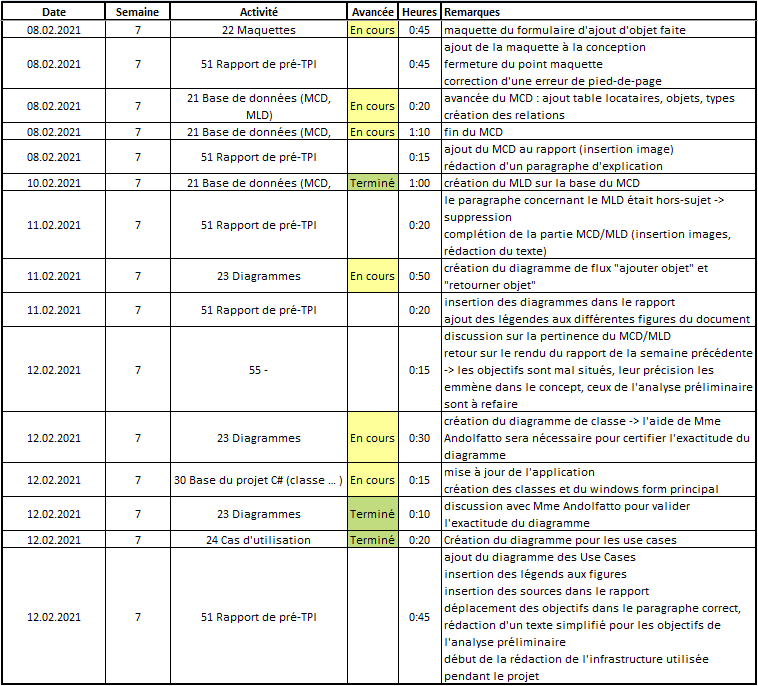 Date Semaine Activité Avancée Heures Remarques
08.02.2021 7 22 Maquettes En cours 0:45 maquette du formulaire d'ajout d'objet faite
08.02.2021 7 51 Rapport de pré-TPI 0:45 ajout de la maquette à la conception
fermeture du point maquette
correction d'une erreur de pied-de-page
08.02.2021 7 21 Base de données (MCD, MLD) En cours 0:20 avancée du MCD : ajout table locataires, objets, types
création des relations
08.02.2021 7 21 Base de données (MCD, En cours 1:10 fin du MCD
08.02.2021 7 51 Rapport de pré-TPI 0:15 ajout du MCD au rapport (insertion image)
rédaction d'un paragraphe d'explication
10.02.2021 7 21 Base de données (MCD, Terminé 1:00 création du MLD sur la base du MCD
11.02.2021 7 51 Rapport de pré-TPI 0:20 le paragraphe concernant le MLD était hors-sujet ->
suppression
complétion de la partie MCD/MLD (insertion images,
rédaction du texte)
11.02.2021 7 23 Diagrammes En cours 0:50 création du diagramme de flux "ajouter objet" et
"retourner objet"
11.02.2021 7 51 Rapport de pré-TPI 0:20 insertion des diagrammes dans le rapport
ajout des légendes aux différentes figures du document
12.02.2021 7 55 - 0:15 discussion sur la pertinence du MCD/MLD
retour sur le rendu du rapport de la semaine précédente
-> les objectifs sont mal situés, leur précision les
emmène dans le concept, ceux de l'analyse préliminaire
sont à refaire
12.02.2021 7 23 Diagrammes En cours 0:30 création du diagramme de classe -> l'aide de Mme
Andolfatto sera nécessaire pour certifier l'exactitude du
diagramme
12.02.2021 7 30 Base du projet C# (classe ... ) En cours 0:15 mise à jour de l'application
création des classes et du windows form principal
12.02.2021 7 23 Diagrammes Terminé 0:10 discussion avec Mme Andolfatto pour valider
l'exactitude du diagramme
12.02.2021 7 24 Cas d'utilisation Terminé 0:20 Création du diagramme pour les use cases
12.02.2021 7 51 Rapport de pré-TPI 0:45 ajout du diagramme des Use Cases
insertion des légends aux figures
insertion des sources dans le rapport
déplacement des objectifs dans le paragraphe correct,
rédaction d'un texte simplifié pour les objectifs de
l'analyse préliminaire
début de la rédaction de l'infrastructure utilisée
pendant le projet